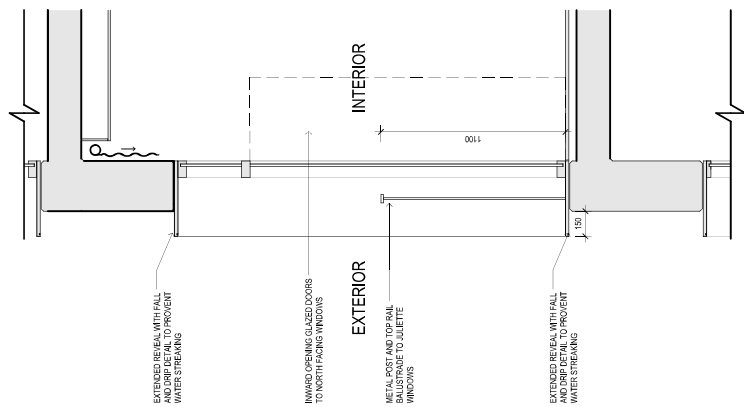 INTERIOR
1100
150
EXTERIOR
EXTENDED REVEAL WITH FALL
AND DRIP DETAIL TO PROVENT
WATER STREAKING
INWARD OPENING GLAZED DOORS
TO NORTH FACING WINDOWS
METAL POST AND TOP RAIL
BALUSTRADE TO JULIETTE
WINDOWS
EXTENDED REVEAL WITH FALL
AND DRIP DETAIL TO PROVENT
WATER STREAKING